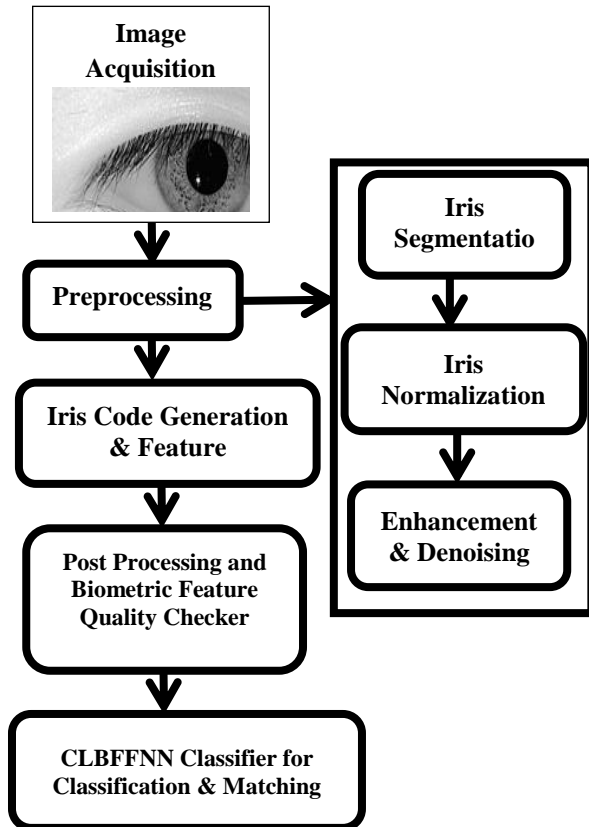 Image
Acquisition
Preprocessing
Iris Code Generation
& Feature
Post Processing and
Biometric Feature
Quality Checker
CLBFFNN Classifier for
Classification & Matching
Iris
Segmentatio
Iris
Normalization
Enhancement
& Denoising